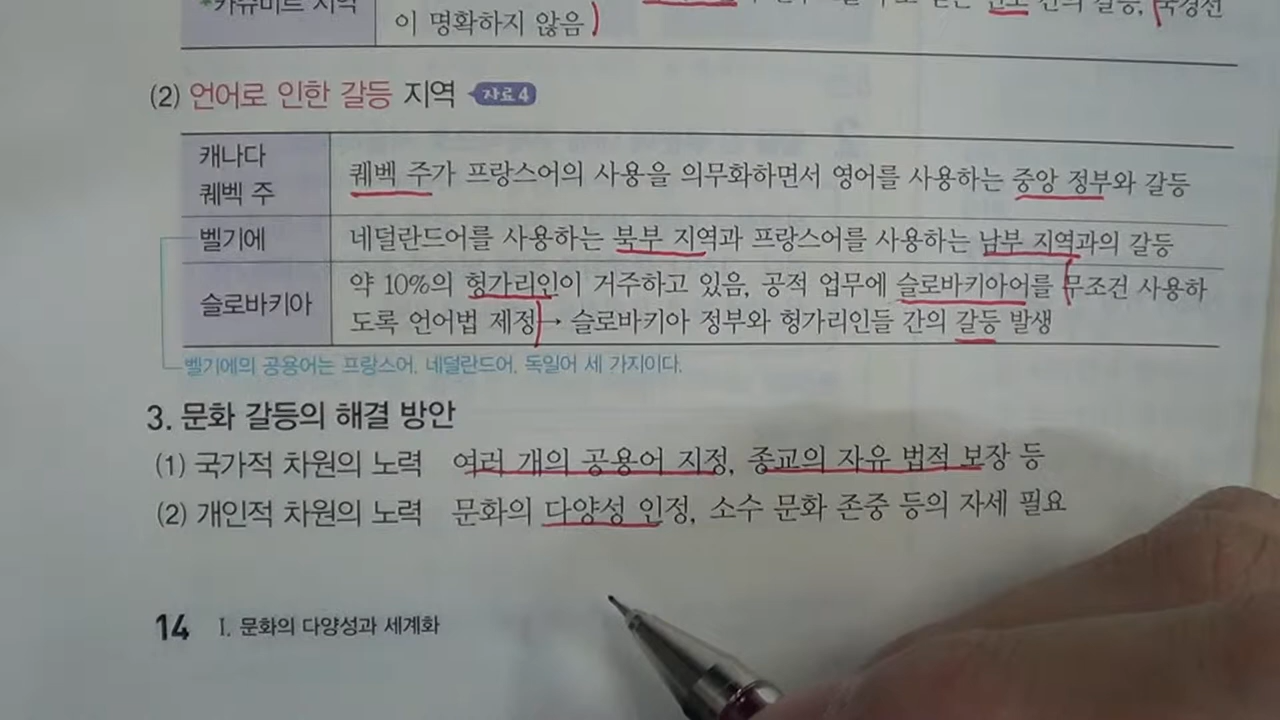 *카슈미르 지역
간의 갈등, 국경선
이 명확하지 않음
(2) 언어로 인한 갈등 지역 자료4
캐나다
퀘벡 주
퀘벡 주가 프랑스어의 사용을 의무화하면서 영어를 사용하는 중앙 정부와 갈등
벨기에
네덜란드어를 사용하는 북부 지역과 프랑스어를 사용하는 남부 지역과의 갈등
슬로바키아
약 10%의 헝가리인이 거주하고 있음, 공적 업무에 슬로바키아어를 무조건 사용하
도록 언어법 제정 → 슬로바키아 정부와 헝가리인들 간의 갈등 발생
벨기에의 공용어는 프랑스어, 네덜란드어, 독일어 세 가지이다.
3. 문화 갈등의 해결 방안
(1) 국가적 차원의 노력 여러 개의 공용어 지정, 종교의 자유 법적 보장 등
(2) 개인적 차원의 노력 문화의 다양성 인정, 소수 문화 존중 등의 자세 필요
14 Ⅰ. 문화의 다양성과 세계화